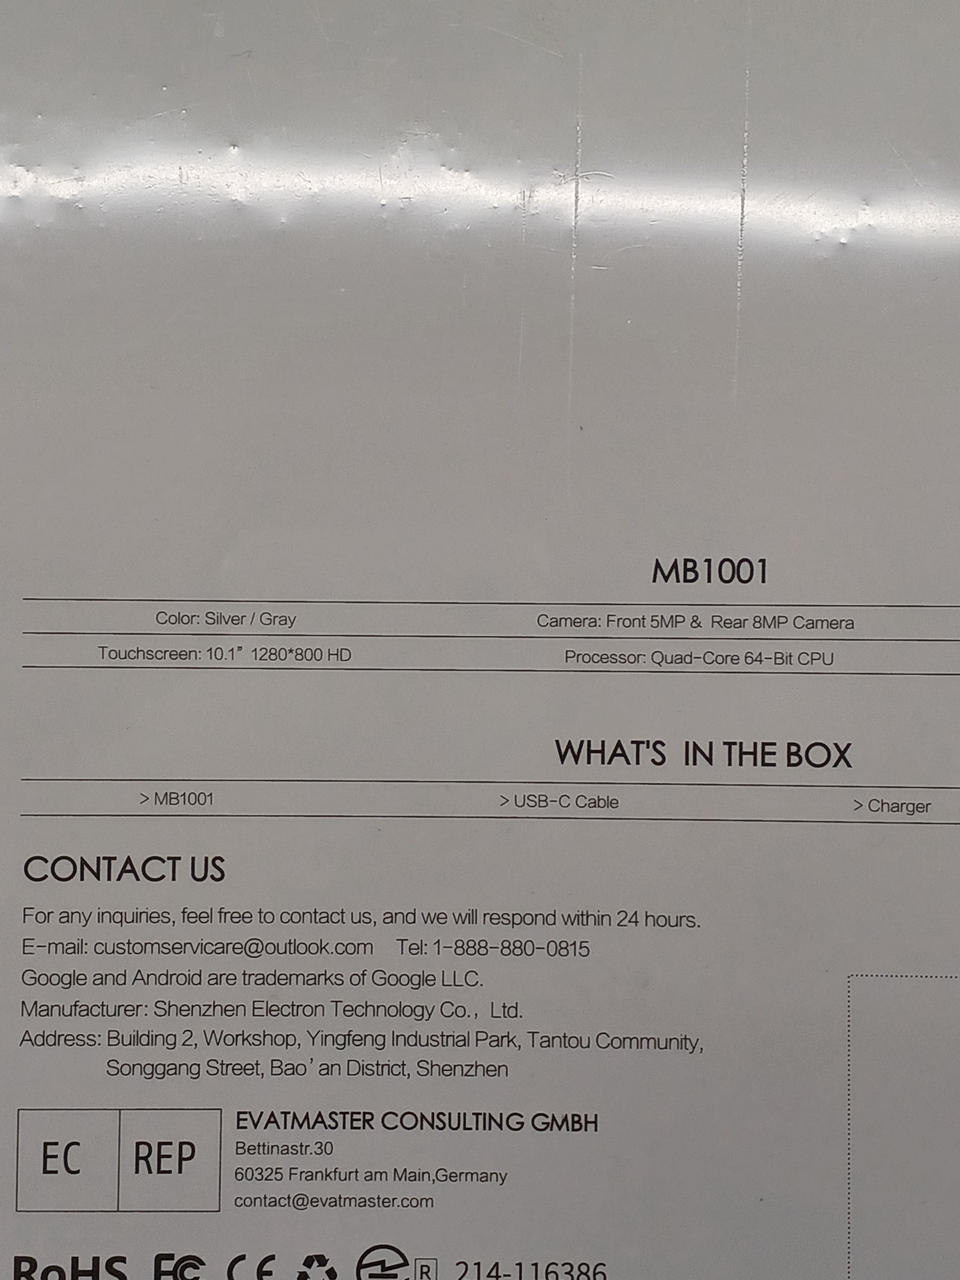 MB1001
Color: Silver / Gray Camera: Front 5MP & Rear 8MP Camera
Touchscreen: 10.1" 1280*800 HD Processor: Quad-Core 64-Bit CPU
WHAT'S IN THE BOX
> MB1001 > USB-C Cable > Charger
CONTACT US
For any inquiries, feel free to contact us, and we will respond within 24 hours.
E-mail: customservicare@outlook.com Tel: 1-888-880-0815
Google and Android are trademarks of Google LLC.
Manufacturer: Shenzhen Electron Technology Co., Ltd.
Address: Building 2, Workshop, Yingfeng Industrial Park, Tantou Community,
Songgang Street, Bao'an District, Shenzhen
EC REP
EVATMASTER CONSULTING GMBH
Bettinastr.30
60325 Frankfurt am Main,Germany
contact@evatmaster.com
RoHS FC CE R 214-116386